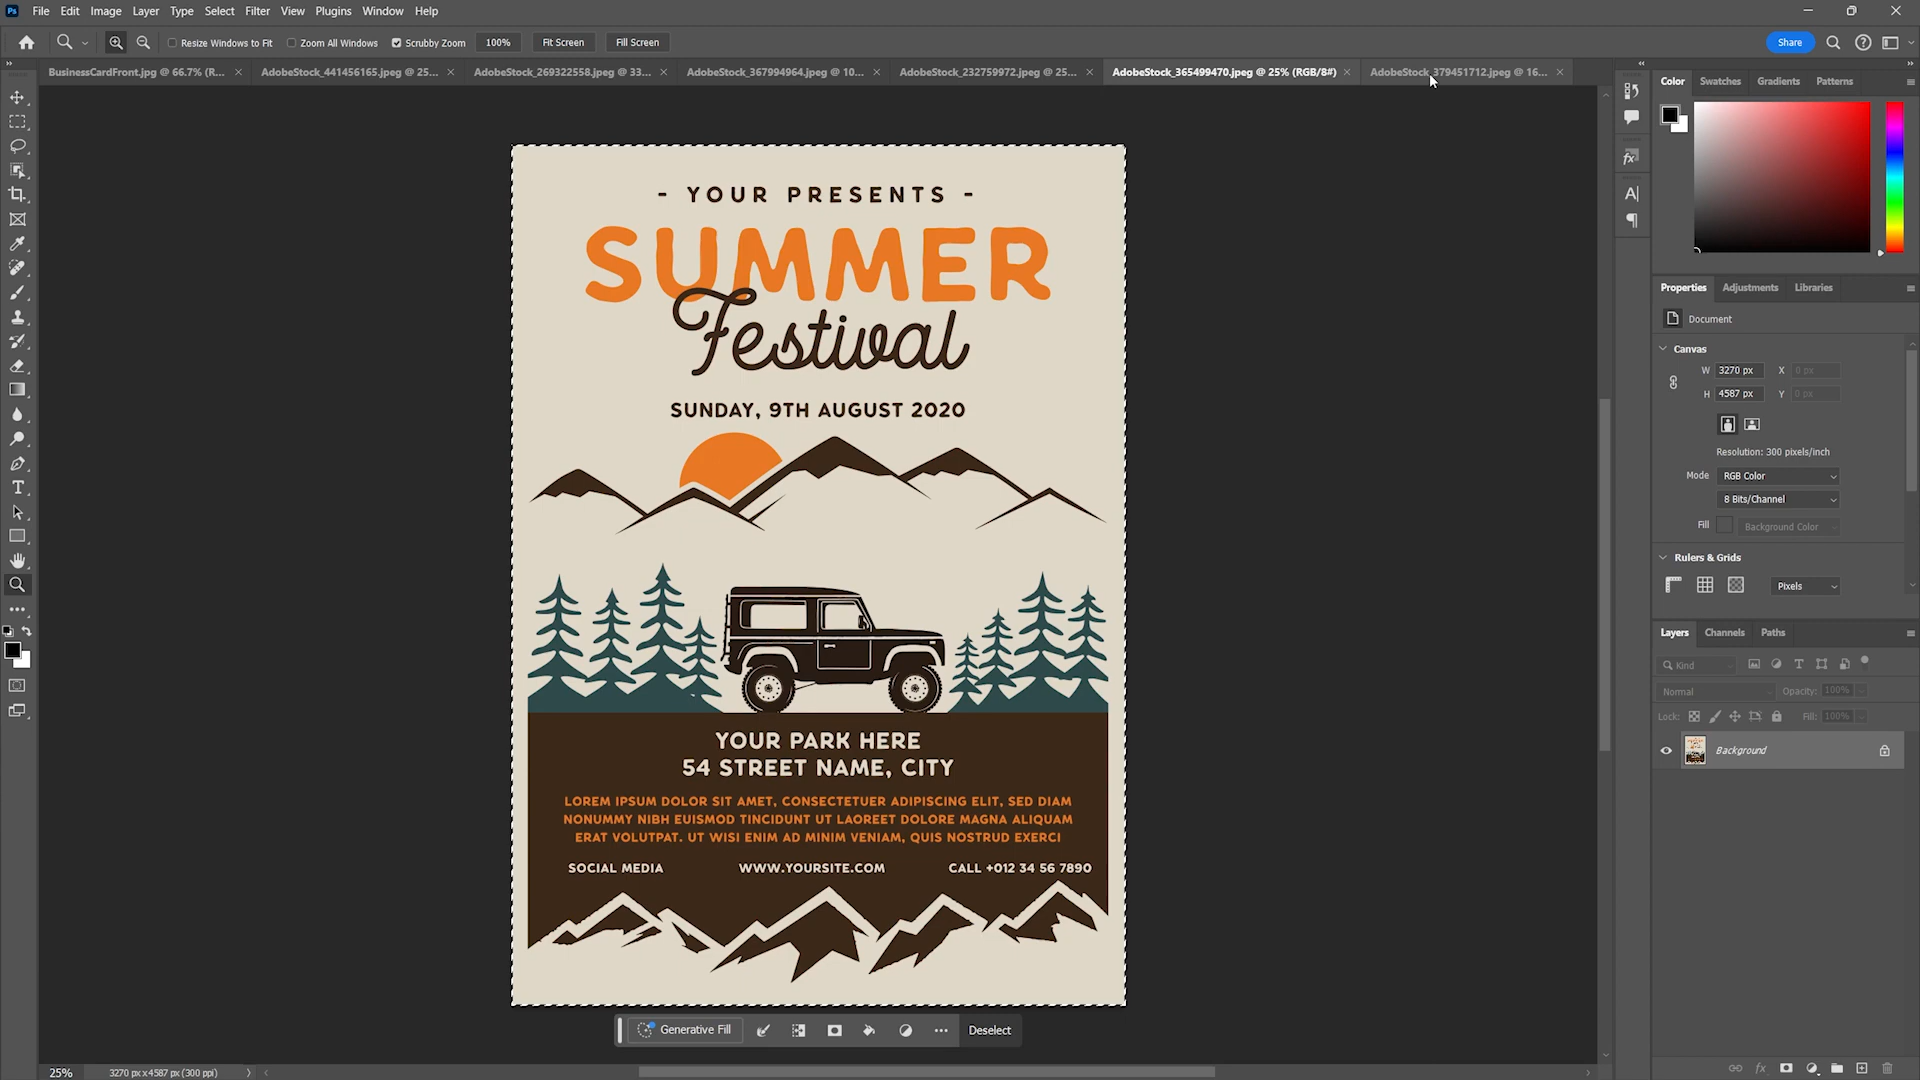 Ps File Edit Image Layer Type Select Filter View Plugins Window Help
Resize Windows to Fit Zoom All Windows Scrubby Zoom 100% Fit Screen Fill Screen Share
BusinessCardFront.jpg @ 66.7% (R... AdobeStock_441456165.jpeg @ 25... AdobeStock_269322558.jpeg @ 33... AdobeStock_367994964.jpeg @ 10... AdobeStock_232759972.jpeg @ 25... AdobeStock_365499470.jpeg @ 25% (RGB/8#) AdobeStock_379451712.jpeg @ 16...
Color Swatches Gradients Patterns
- YOUR PRESENTS -
SUMMER
Festival
SUNDAY, 9TH AUGUST 2020
YOUR PARK HERE
54 STREET NAME, CITY
LOREM IPSUM DOLOR SIT AMET, CONSECTETUER ADIPISCING ELIT, SED DIAM
NONUMMY NIBH EUISMOD TINCIDUNT UT LAOREET DOLORE MAGNA ALIQUAM
ERAT VOLUTPAT. UT WISI ENIM AD MINIM VENIAM, QUIS NOSTRUD EXERCI
SOCIAL MEDIA WWW.YOURSITE.COM CALL +012 34 56 7890
Generative Fill Deselect
Properties Adjustments Libraries
Document
Canvas
W 3270 px X 0 px
H 4587 px Y 0 px
Resolution: 300 pixels/inch
Mode RGB Color
8 Bits/Channel
Fill Background Color
Rulers & Grids
Pixels
Layers Channels Paths
Kind
Normal Opacity: 100%
Lock: Fill: 100%
Background
25% 3270 px x 4587 px (300 ppi)